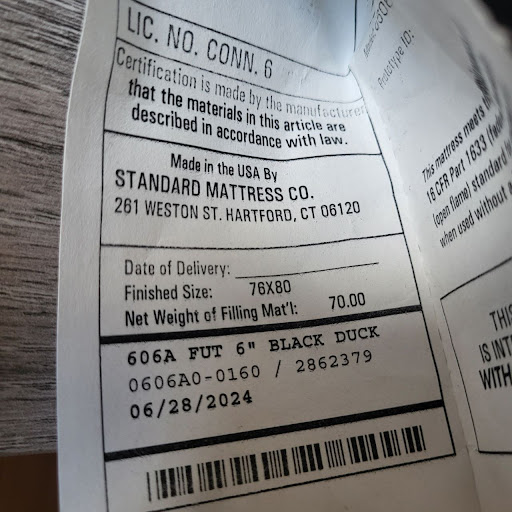 LIC. NO. CONN. 6
Certification is made by the manufacturer
that the materials in this article are
described in accordance with law.
Made in the USA By
STANDARD MATTRESS CO.
261 WESTON ST. HARTFORD, CT 06120
Date of Delivery:
Finished Size: 76X80
Net Weight of Filling Mat'l: 70.00
606A FUT 6" BLACK DUCK
0606A0-0160 / 2862379
06/28/2024
Prototype ID:
This mattress meets
16 CFR Part 1633
(open flame) standard
when used without
THIS
IS INT
WITH